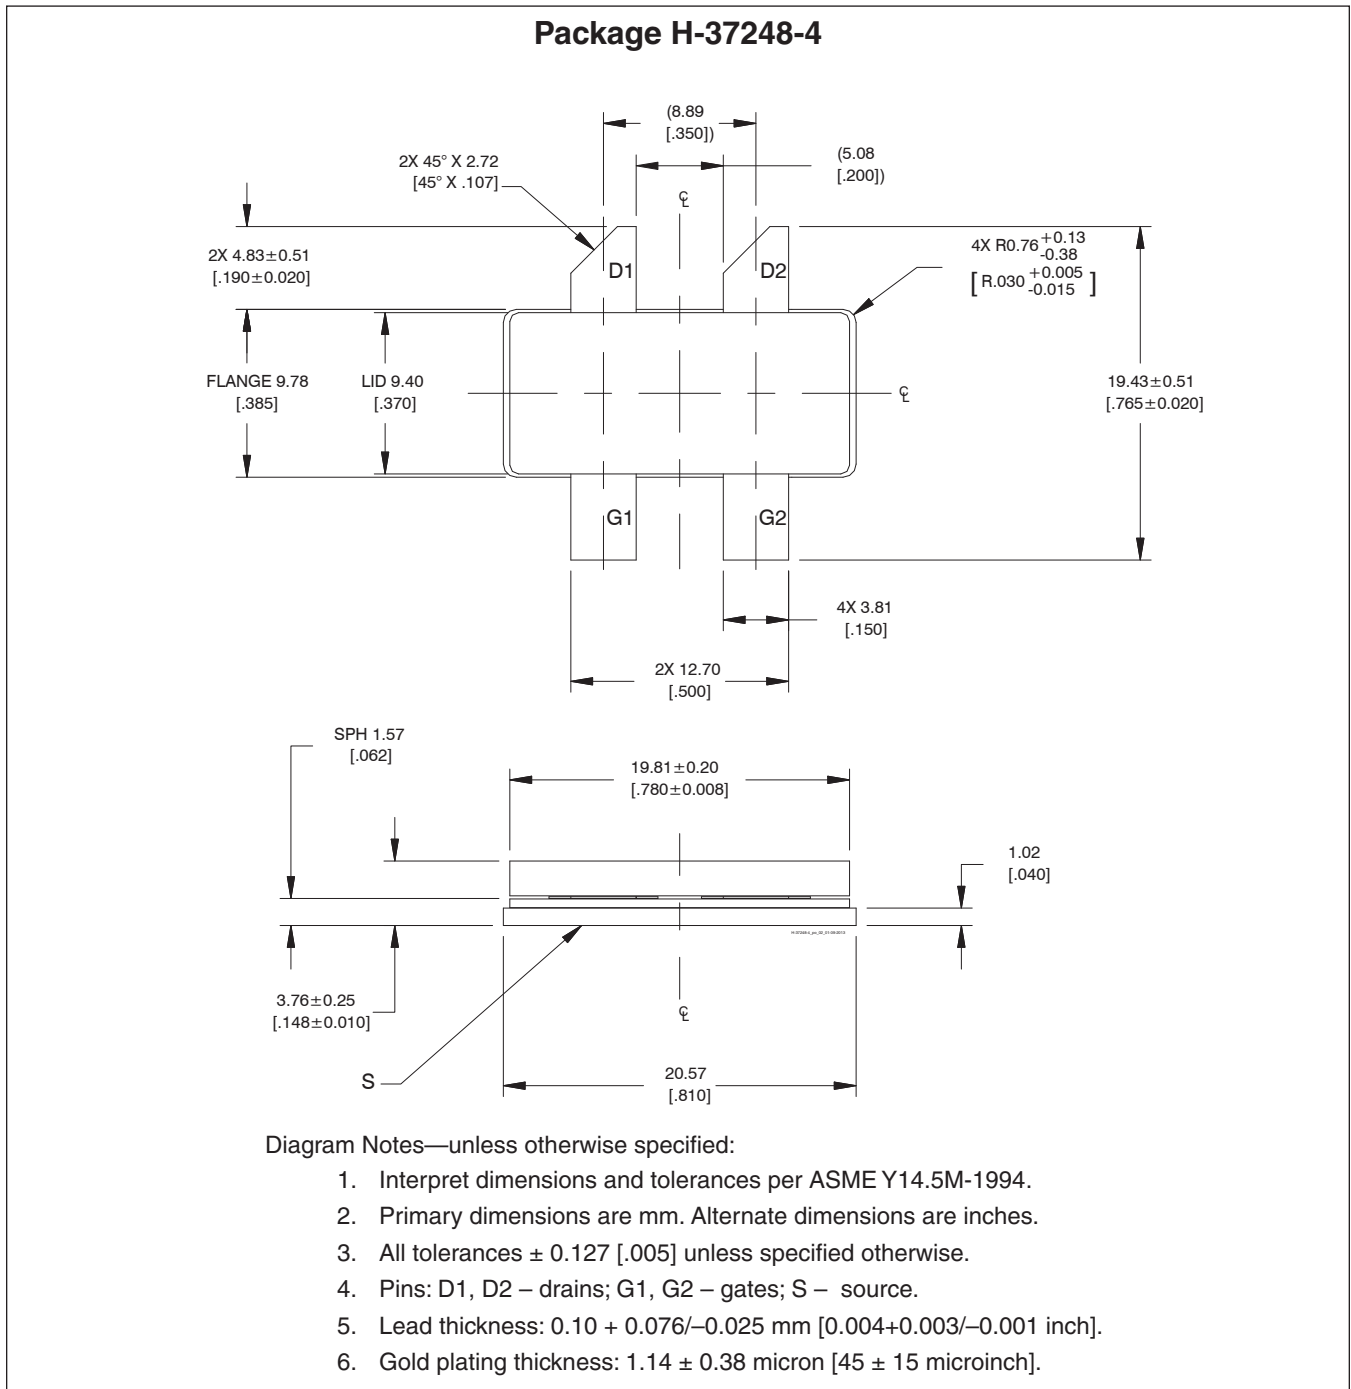 Package H-37248-4
(8.89
[.350])
2X 45° X 2.72
[45° X .107]
(5.08
[.200])
℄
2X 4.83±0.51
[.190±0.020]
D1
D2
4X R0.76 +0.13
-0.38
[ R.030 +0.005
-0.015 ]
FLANGE 9.78
[.385]
LID 9.40
[.370]
℄
19.43±0.51
[.765±0.020]
G1
G2
4X 3.81
[.150]
2X 12.70
[.500]
SPH 1.57
[.062]
19.81±0.20
[.780±0.008]
1.02
[.040]
3.76±0.25
[.148±0.010]
℄
S
20.57
[.810]
Diagram Notes—unless otherwise specified:
1. Interpret dimensions and tolerances per ASME Y14.5M-1994.
2. Primary dimensions are mm. Alternate dimensions are inches.
3. All tolerances ± 0.127 [.005] unless specified otherwise.
4. Pins: D1, D2 – drains; G1, G2 – gates; S – source.
5. Lead thickness: 0.10 + 0.076/–0.025 mm [0.004+0.003/–0.001 inch].
6. Gold plating thickness: 1.14 ± 0.38 micron [45 ± 15 microinch].